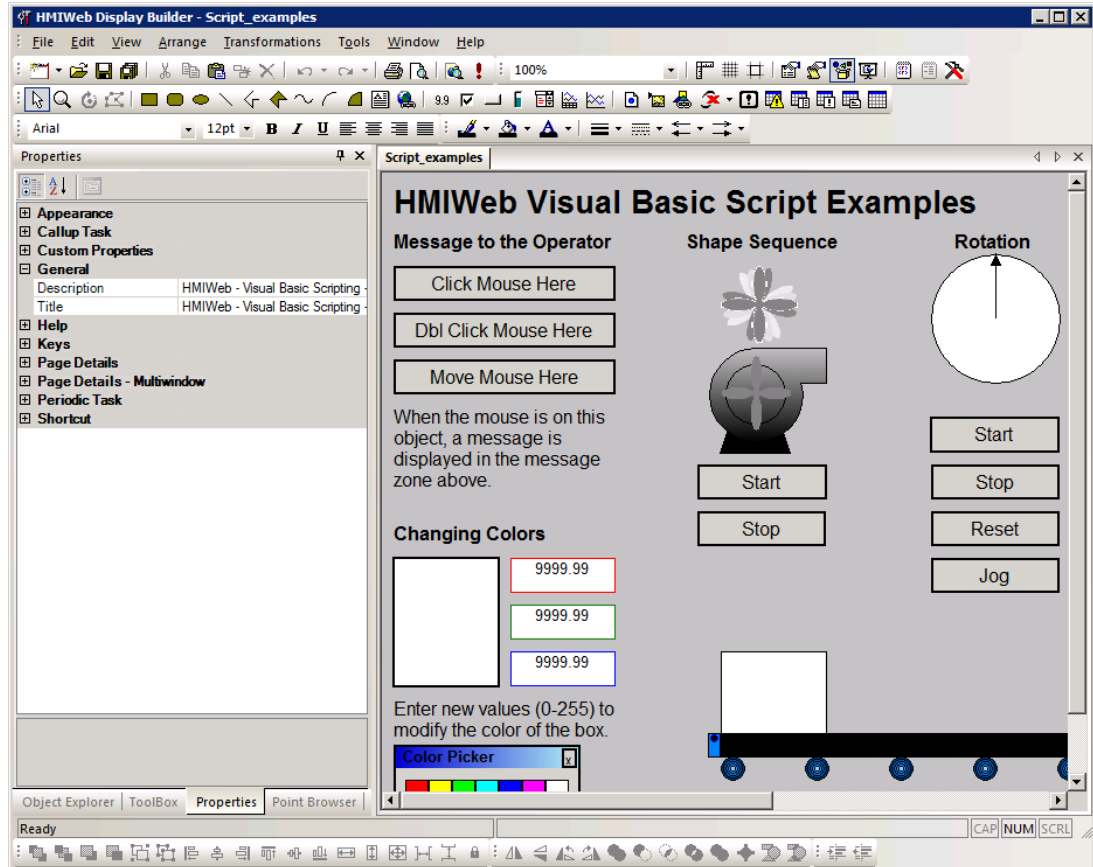 HMIWeb Display Builder - Script_examples
File Edit View Arrange Transformations Tools Window Help
100%
9.9
Arial 12pt B I U
Properties
Script_examples
Appearance
Callup Task
Custom Properties
General
Description HMIWeb - Visual Basic Scripting -
Title HMIWeb - Visual Basic Scripting -
Help
Keys
Page Details
Page Details - Multiwindow
Periodic Task
Shortcut
HMIWeb Visual Basic Script Examples
Message to the Operator
Click Mouse Here
Dbl Click Mouse Here
Move Mouse Here
When the mouse is on this
object, a message is
displayed in the message
zone above.
Changing Colors
9999.99
9999.99
9999.99
Enter new values (0-255) to
modify the color of the box.
Color Picker x
Shape Sequence
Start
Stop
Rotation
Start
Stop
Reset
Jog
Object Explorer ToolBox Properties Point Browser
Ready CAP NUM SCRL